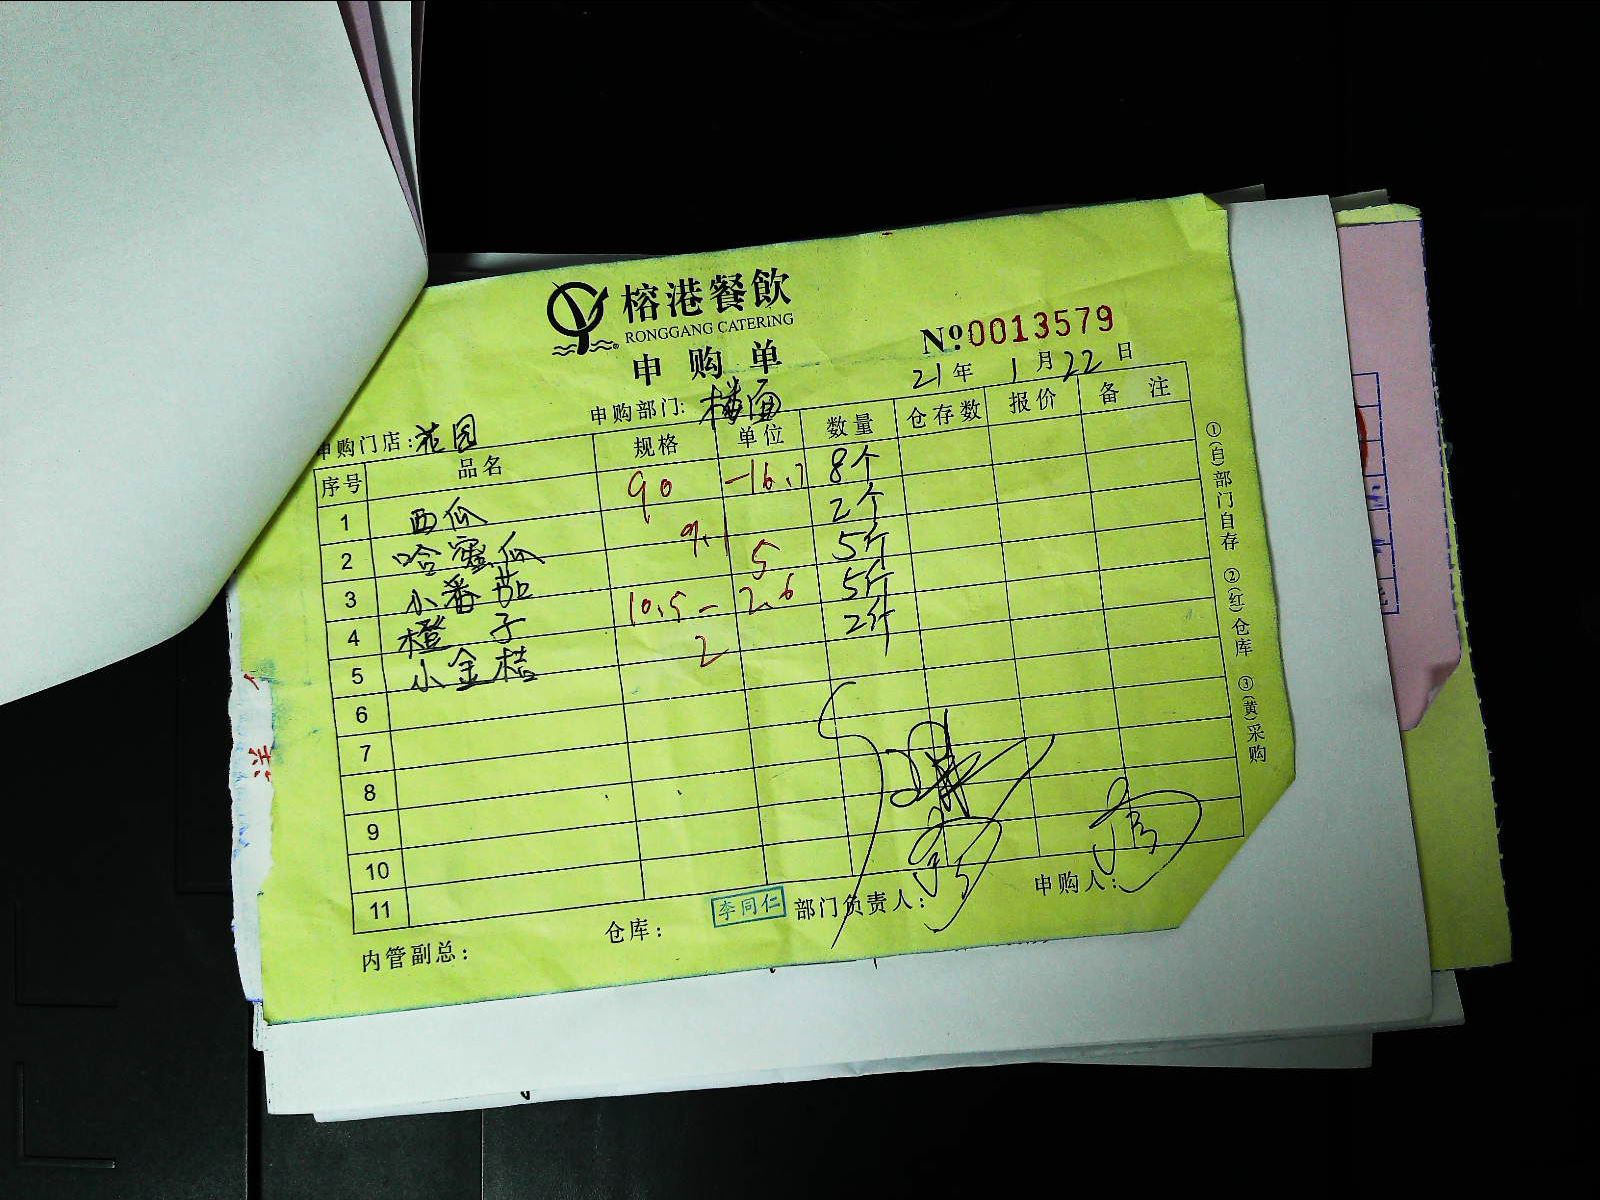 榕港餐飲
RONGGANG CATERING
申购单
№0013579
21年1月22日
申购门店:花园 申购部门:楼面
序号 品名 规格 单位 数量 仓存数 报价 备注
1 西瓜 90 -16.7 8个
2 哈蜜瓜 9.1 2个
3 小番茄 5 5斤
4 橙子 10.5- 2.6 5斤
5 小金桔 2 2斤
6
7
8
9
10
11
内管副总: 仓库: 李同仁 部门负责人: 申购人:
①(白)部门自存 ②(红)仓库 ③(黄)采购